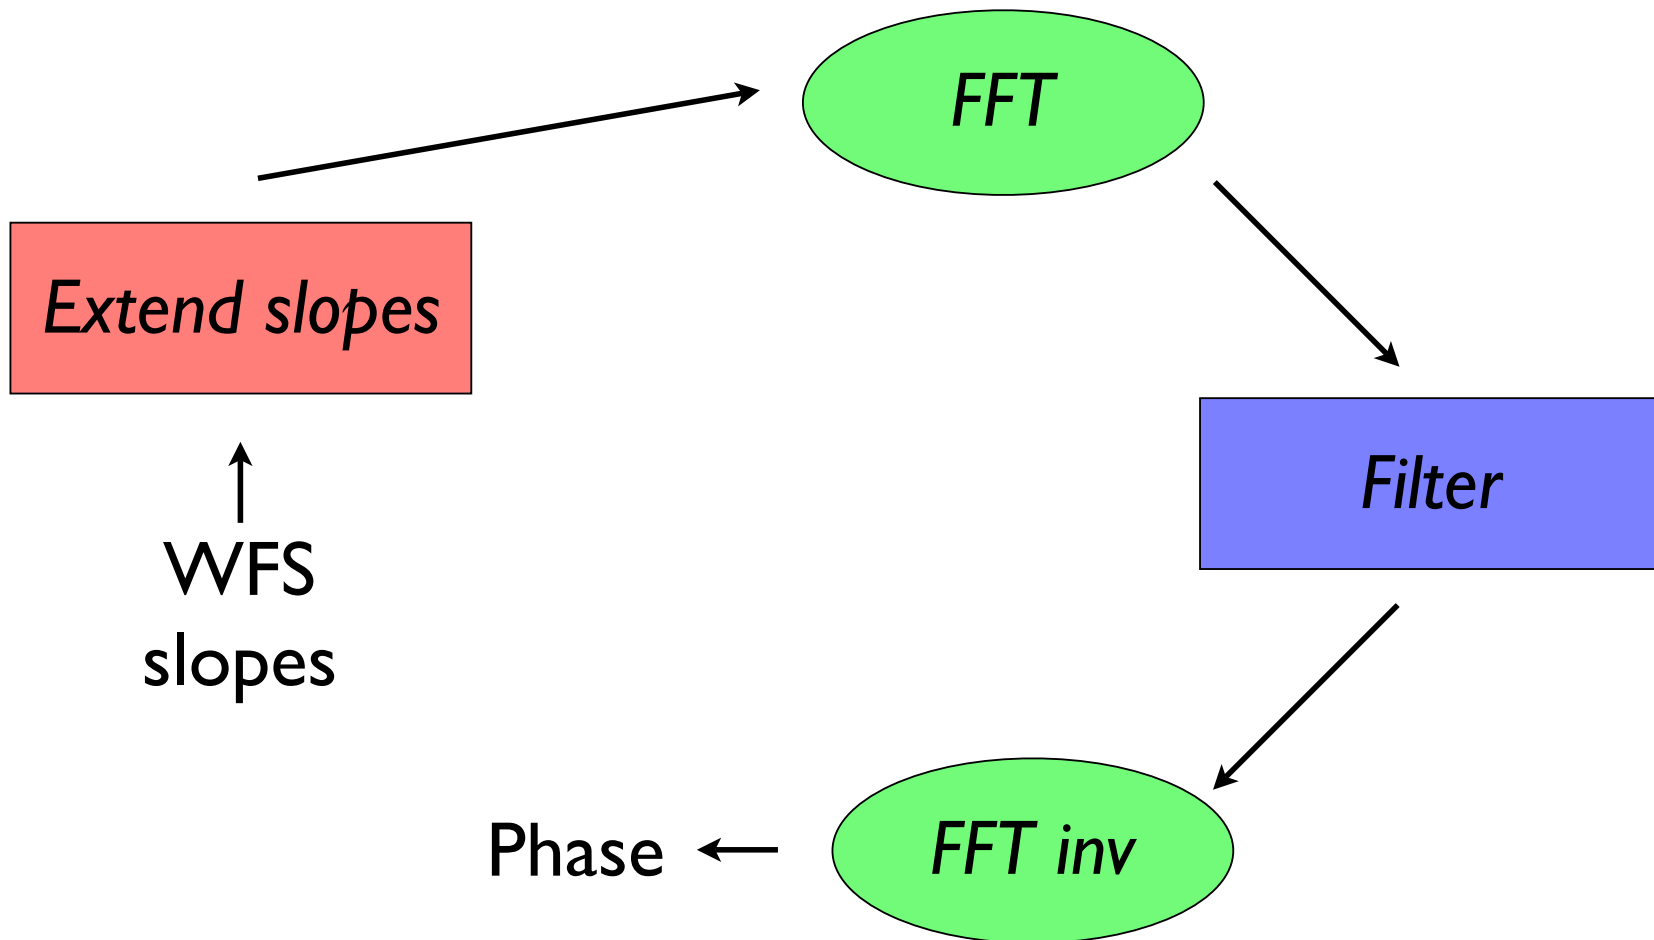 FFT
Extend slopes
Filter
WFS
slopes
FFT inv
Phase